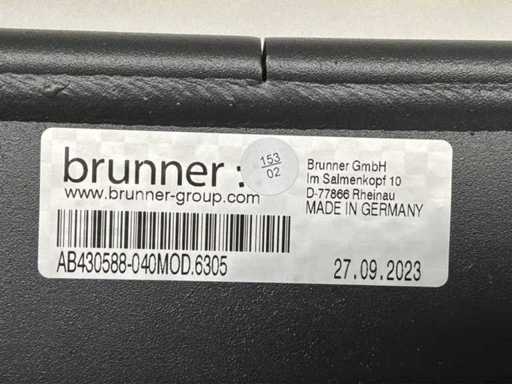 brunner :
153
02
www.brunner-group.com
AB430588-040MOD.6305
Brunner GmbH
Im Salmenkopf 10
D-77866 Rheinau
MADE IN GERMANY
27.09.2023